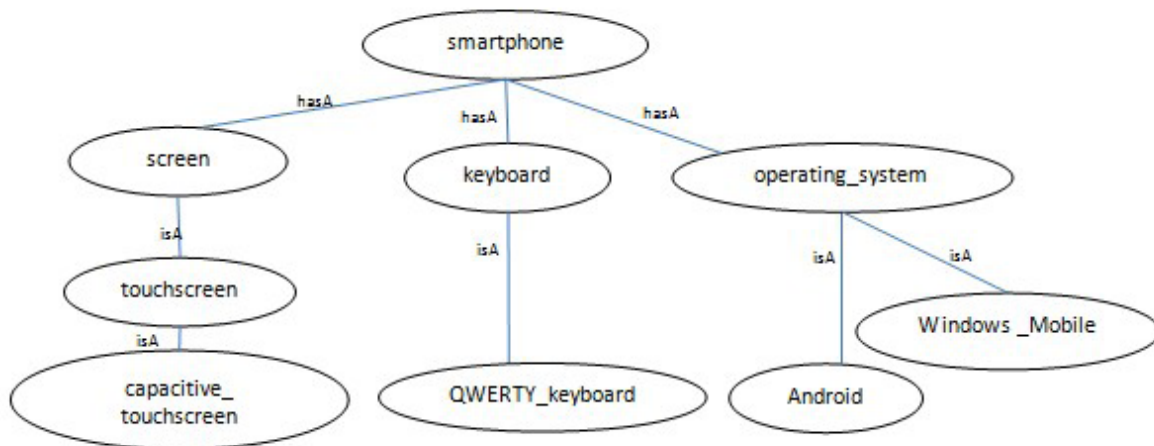 smartphone
hasA
hasA
hasA
screen
keyboard
operating_system
isA
isA
isA
isA
touchscreen
Windows _Mobile
isA
capacitive_
touchscreen
QWERTY_keyboard
Android